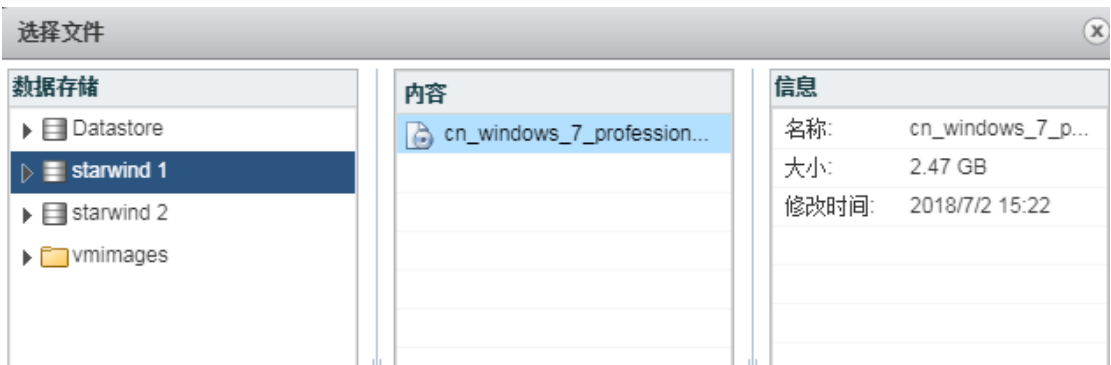 选择文件
数据存储
Datastore
starwind 1
starwind 2
vmimages
内容
cn_windows_7_profession...
信息
名称: cn_windows_7_p...
大小: 2.47 GB
修改时间: 2018/7/2 15:22